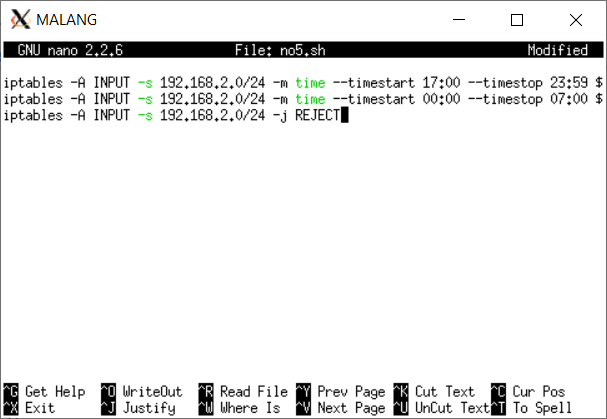 MALANG
GNU nano 2.2.6 File: no5.sh Modified
iptables -A INPUT -s 192.168.2.0/24 -m time --timestart 17:00 --timestop 23:59 $
iptables -A INPUT -s 192.168.2.0/24 -m time --timestart 00:00 --timestop 07:00 $
iptables -A INPUT -s 192.168.2.0/24 -j REJECT
^G Get Help ^O WriteOut ^R Read File ^Y Prev Page ^K Cut Text ^C Cur Pos
^X Exit ^J Justify ^W Where Is ^V Next Page ^U UnCut Text ^T To Spell